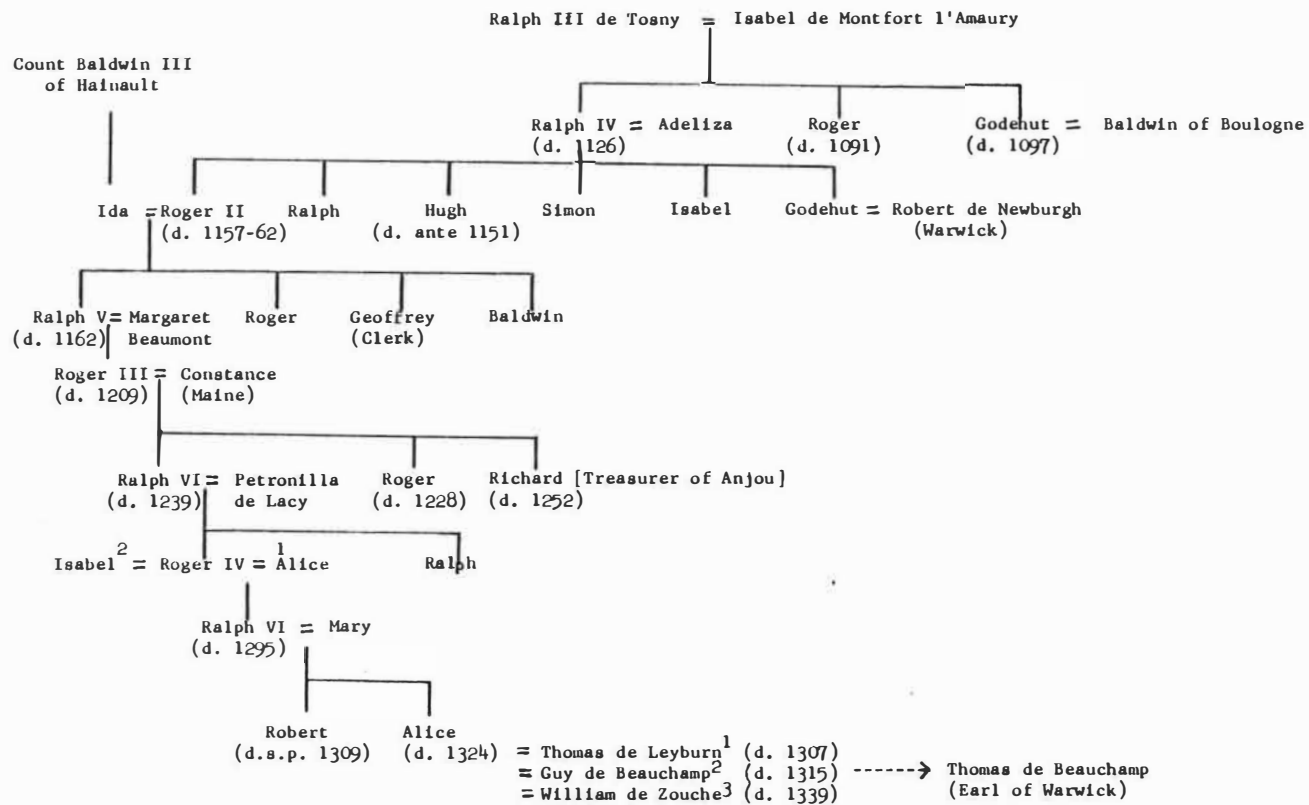 Ralph III de Tosny = Isabel de Montfort l'Amaury
Count Baldwin III
of Hainault
Ralph IV = Adeliza
(d. 1126)
Roger
(d. 1091)
Godehut = Baldwin of Boulogne
(d. 1097)
Ida = Roger II
(d. 1157-62)
Ralph
Hugh
(d. ante 1151)
Simon
Isabel
Godehut = Robert de Newburgh
(Warwick)
Ralph V = Margaret
(d. 1162) Beaumont
Roger
Geoffrey
(Clerk)
Baldwin
Roger III = Constance
(d. 1209) (Maine)
Ralph VI = Petronilla
(d. 1239) de Lacy
Roger
(d. 1228)
Richard [Treasurer of Anjou]
(d. 1252)
Isabel² = Roger IV = ¹Alice
Ralph
Ralph VI = Mary
(d. 1295)
Robert
(d.s.p. 1309)
Alice
(d. 1324)
= Thomas de Leyburn¹ (d. 1307)
= Guy de Beauchamp² (d. 1315) ------→ Thomas de Beauchamp
= William de Zouche³ (d. 1339) (Earl of Warwick)